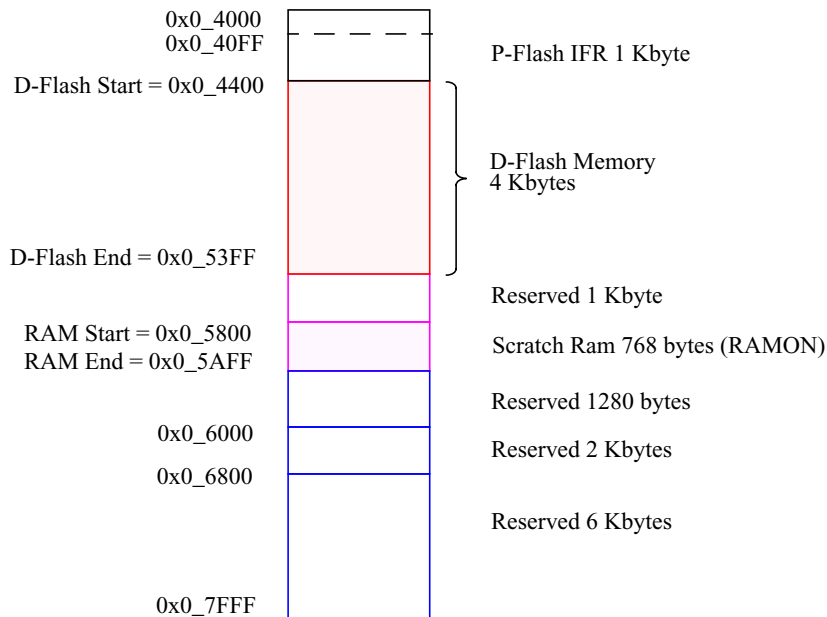 0x0_4000
0x0_40FF
P-Flash IFR 1 Kbyte
D-Flash Start = 0x0_4400
D-Flash Memory
4 Kbytes
D-Flash End = 0x0_53FF
Reserved 1 Kbyte
RAM Start = 0x0_5800
Scratch Ram 768 bytes (RAMON)
RAM End = 0x0_5AFF
Reserved 1280 bytes
0x0_6000
Reserved 2 Kbytes
0x0_6800
Reserved 6 Kbytes
0x0_7FFF